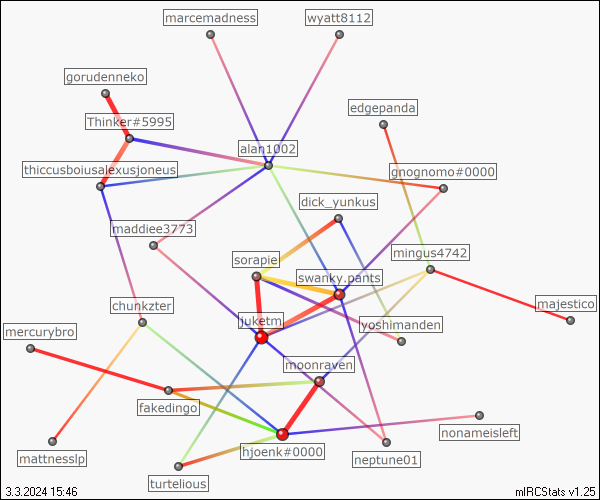 marcemadness
wyatt8112
gorudenneko
edgepanda
Thinker#5995
alan1002
thiccusboiusalexusjoneus
gnognomo#0000
dick_yunkus
maddiee3773
mingus4742
sorapie
swanky.pants
chunkzter
majestico
mercurybro
juketm
yoshimanden
moonraven
fakedingo
nonameisleft
hjoenk#0000
mattnesslp
neptune01
turtelious
3.3.2024 15:46
mIRCStats v1.25